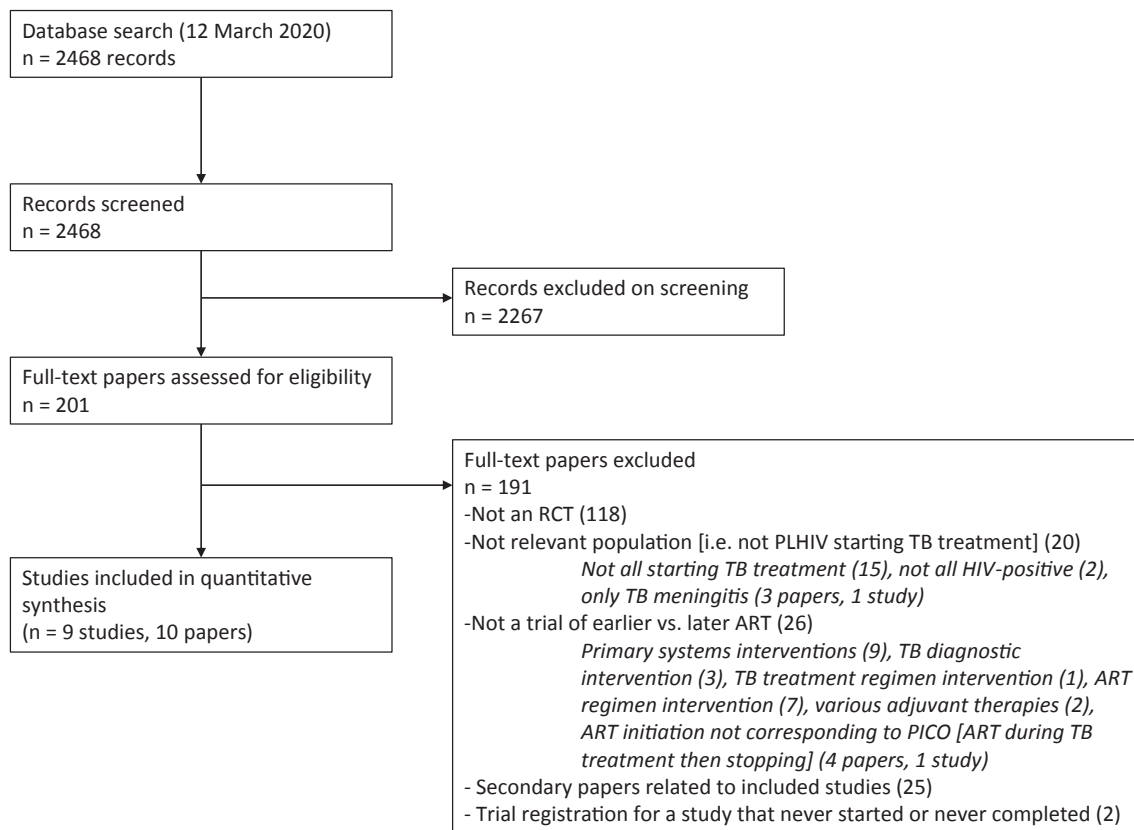 Database search (12 March 2020)
n = 2468 records
Records screened
n = 2468
Records excluded on screening
n = 2267
Full-text papers assessed for eligibility
n = 201
Full-text papers excluded
n = 191
-Not an RCT (118)
-Not relevant population [i.e. not PLHIV starting TB treatment] (20)
Not all starting TB treatment (15), not all HIV-positive (2),
only TB meningitis (3 papers, 1 study)
-Not a trial of earlier vs. later ART (26)
Primary systems interventions (9), TB diagnostic
intervention (3), TB treatment regimen intervention (1), ART
regimen intervention (7), various adjuvant therapies (2),
ART initiation not corresponding to PICO [ART during TB
treatment then stopping] (4 papers, 1 study)
- Secondary papers related to included studies (25)
- Trial registration for a study that never started or never completed (2)
Studies included in quantitative
synthesis
(n = 9 studies, 10 papers)